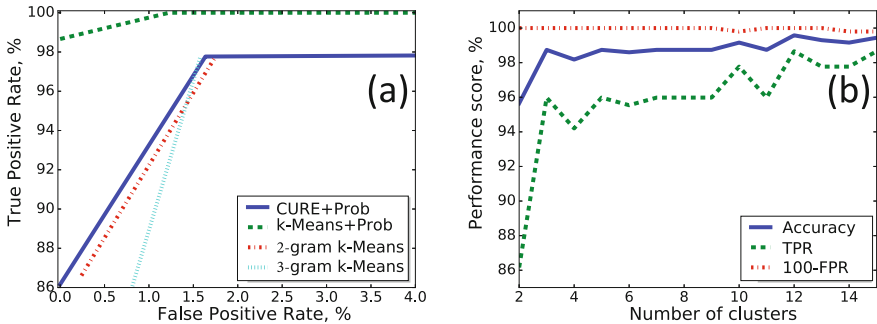 100
98
96
94
92
90
88
86
True Positive Rate, %
0.0 0.5 1.0 1.5 2.0 2.5 3.0 3.5 4.0
False Positive Rate, %
(a)
CURE+Prob
k-Means+Prob
2-gram k-Means
3-gram k-Means
100
98
96
94
92
90
88
86
Performance score, %
2 4 6 8 10 12 14
Number of clusters
(b)
Accuracy
TPR
100-FPR